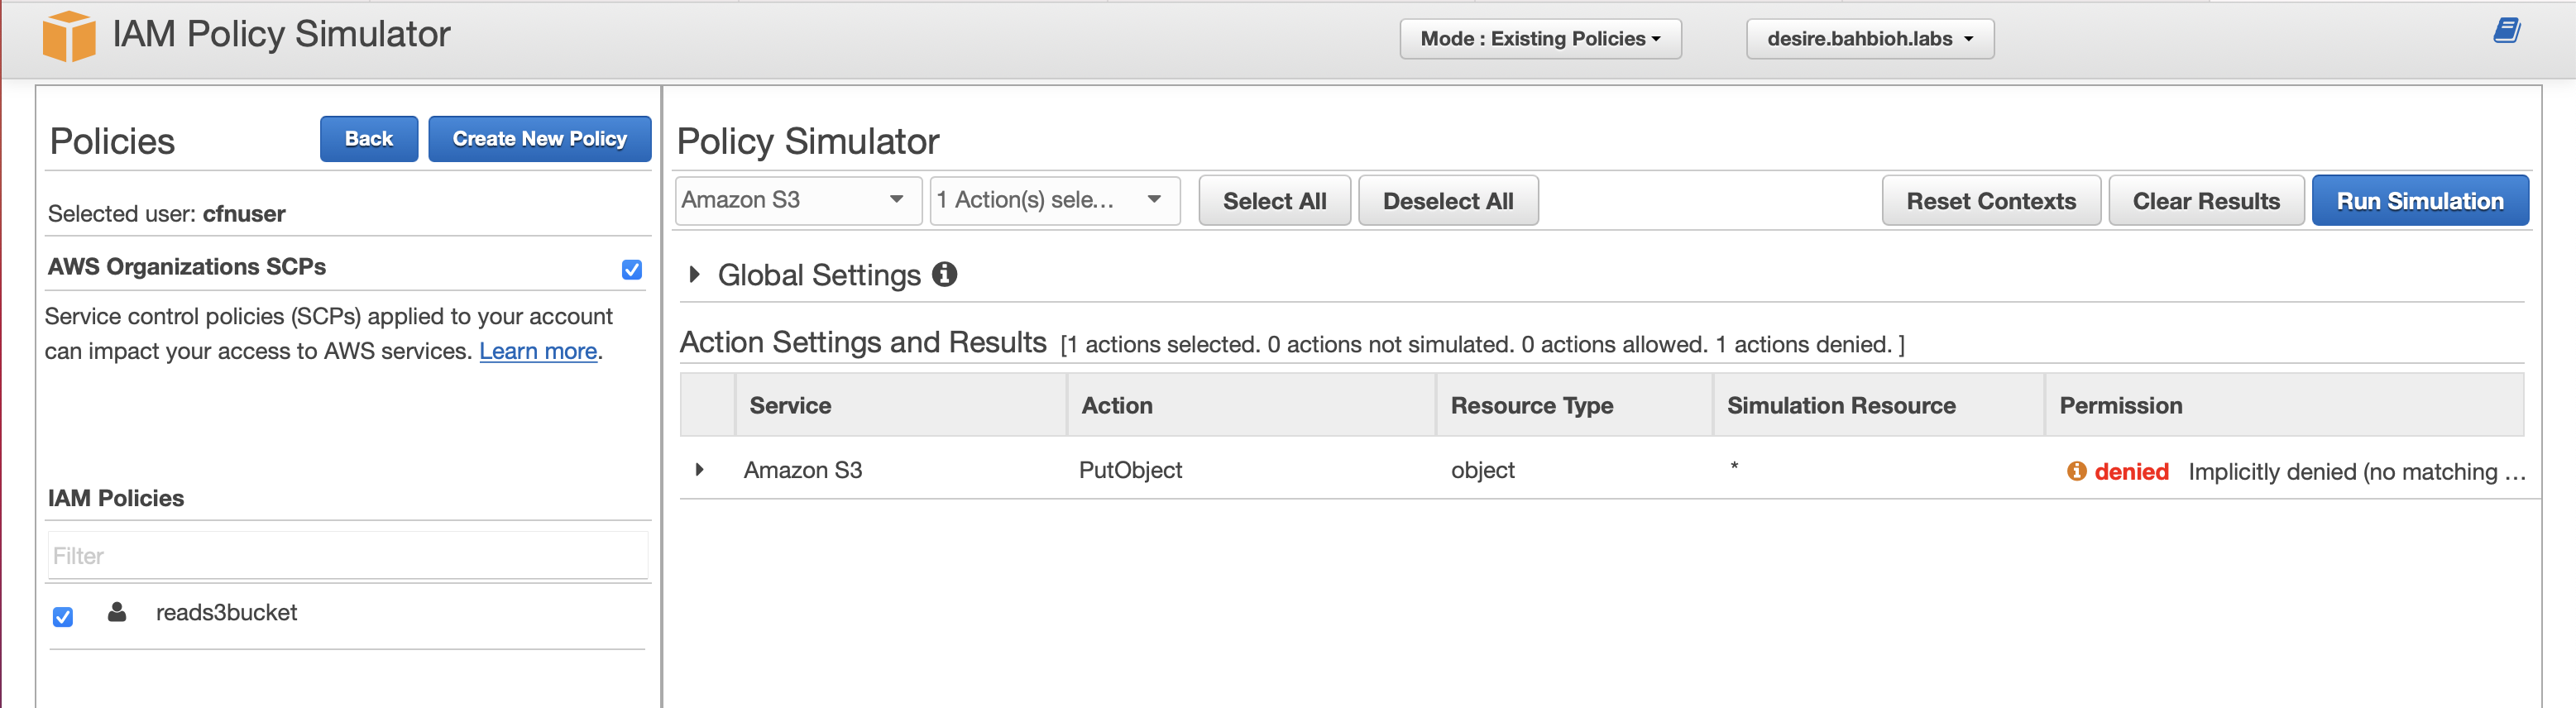 IAM Policy Simulator
Mode : Existing Policies
desire.bahbioh.labs
Policies
Back
Create New Policy
Selected user: cfnuser
AWS Organizations SCPs
Service control policies (SCPs) applied to your account
can impact your access to AWS services. Learn more.
IAM Policies
Filter
reads3bucket
Policy Simulator
Amazon S3
1 Action(s) sele...
Select All
Deselect All
Reset Contexts
Clear Results
Run Simulation
Global Settings
Action Settings and Results [1 actions selected. 0 actions not simulated. 0 actions allowed. 1 actions denied. ]
Service Action Resource Type Simulation Resource Permission
Amazon S3 PutObject object * denied Implicitly denied (no matching ...